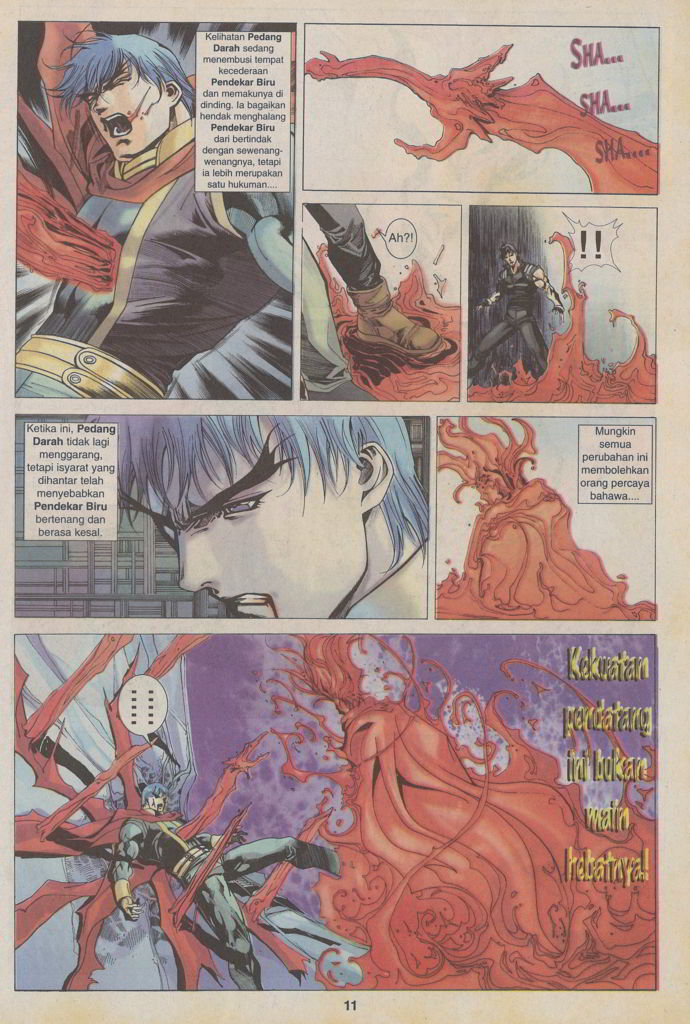 Kelihatan Pedang
Darah sedang
menembusi tempat
kecederaan
Pendekar Biru
dan memakunya di
dinding. Ia bagaikan
hendak menghalang
Pendekar Biru
dari bertindak
dengan sewenang-
wenangnya, tetapi
ia lebih merupakan
satu hukuman....
SHA...
SHA...
SHA.....
Ah?!
!!
Ketika ini, Pedang
Darah tidak lagi
menggarang,
tetapi isyarat yang
dihantar telah
menyebabkan
Pendekar Biru
bertenang dan
berasa kesal.
Mungkin
semua
perubahan ini
membolehkan
orang percaya
bahawa....
Kekuatan
pendatang
ini bukan
main
hebatnya!
11